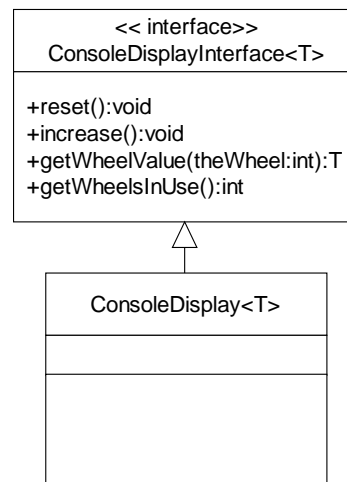 << interface>>
ConsoleDisplayInterface<T>
+reset():void
+increase():void
+getWheelValue(theWheel:int):T
+getWheelsInUse():int
ConsoleDisplay<T>